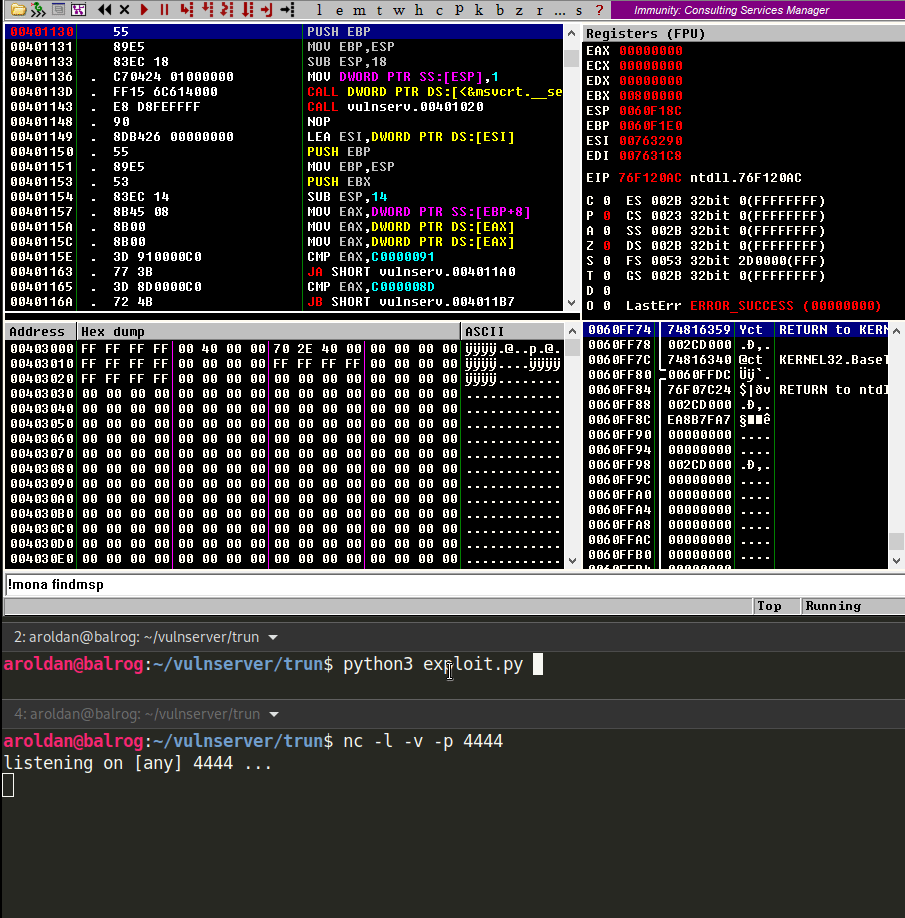 l e m t w h c p k b z r ... s ?
Immunity: Consulting Services Manager
00401130 55 PUSH EBP
00401131 . 89E5 MOV EBP,ESP
00401133 . 83EC 18 SUB ESP,18
00401136 . C70424 01000000 MOV DWORD PTR SS:[ESP],1
0040113D . FF15 6C614000 CALL DWORD PTR DS:[<&msvcrt.__se
00401143 . E8 D8FEFFFF CALL vulnserv.00401020
00401148 . 90 NOP
00401149 . 8DB426 00000000 LEA ESI,DWORD PTR DS:[ESI]
00401150 . 55 PUSH EBP
00401151 . 89E5 MOV EBP,ESP
00401153 . 53 PUSH EBX
00401154 . 83EC 14 SUB ESP,14
00401157 . 8B45 08 MOV EAX,DWORD PTR SS:[EBP+8]
0040115A . 8B00 MOV EAX,DWORD PTR DS:[EAX]
0040115C . 8B00 MOV EAX,DWORD PTR DS:[EAX]
0040115E . 3D 910000C0 CMP EAX,C0000091
00401163 . 77 3B JA SHORT vulnserv.004011A0
00401165 . 3D 8D0000C0 CMP EAX,C000008D
0040116A . 72 4B JB SHORT vulnserv.004011B7
Registers (FPU)
EAX 00000000
ECX 00000000
EDX 00000000
EBX 00800000
ESP 0060F18C
EBP 0060F1E0
ESI 00763290
EDI 007631C8
EIP 76F120AC ntdll.76F120AC
C 0 ES 002B 32bit 0(FFFFFFFF)
P 0 CS 0023 32bit 0(FFFFFFFF)
A 0 SS 002B 32bit 0(FFFFFFFF)
Z 0 DS 002B 32bit 0(FFFFFFFF)
S 0 FS 0053 32bit 2D0000(FFF)
T 0 GS 002B 32bit 0(FFFFFFFF)
D 0
O 0 LastErr ERROR_SUCCESS (00000000)
Address Hex dump ASCII
00403000 FF FF FF FF 00 40 00 00 70 2E 40 00 00 00 00 00 ÿÿÿÿ.@..p.@.
00403010 FF FF FF FF 00 00 00 00 FF FF FF FF 00 00 00 00 ÿÿÿÿ....ÿÿÿÿ
00403020 FF FF FF FF 00 00 00 00 00 00 00 00 00 00 00 00 ÿÿÿÿ........
00403030 00 00 00 00 00 00 00 00 00 00 00 00 00 00 00 00 ............
00403040 00 00 00 00 00 00 00 00 00 00 00 00 00 00 00 00 ............
00403050 00 00 00 00 00 00 00 00 00 00 00 00 00 00 00 00 ............
00403060 00 00 00 00 00 00 00 00 00 00 00 00 00 00 00 00 ............
00403070 00 00 00 00 00 00 00 00 00 00 00 00 00 00 00 00 ............
00403080 00 00 00 00 00 00 00 00 00 00 00 00 00 00 00 00 ............
00403090 00 00 00 00 00 00 00 00 00 00 00 00 00 00 00 00 ............
004030A0 00 00 00 00 00 00 00 00 00 00 00 00 00 00 00 00 ............
004030B0 00 00 00 00 00 00 00 00 00 00 00 00 00 00 00 00 ............
004030C0 00 00 00 00 00 00 00 00 00 00 00 00 00 00 00 00 ............
004030D0 00 00 00 00 00 00 00 00 00 00 00 00 00 00 00 00 ............
004030E0 00 00 00 00 00 00 00 00 00 00 00 00 00 00 00 00 ............
0060FF74 74816359 Yct RETURN to KERN
0060FF78 002CD000 .Ð,.
0060FF7C 74816340 @ct KERNEL32.BaseT
0060FF80 0060FFDC Üÿ`.
0060FF84 76F07C24 $|ðv RETURN to ntdl
0060FF88 002CD000 .Ð,.
0060FF8C EA8B7FA7
0060FF90 00000000 ....
0060FF94 00000000 ....
0060FF98 002CD000 .Ð,.
0060FF9C 00000000 ....
0060FFA0 00000000 ....
0060FFA4 00000000 ....
0060FFA8 00000000 ....
0060FFAC 00000000 ....
0060FFB0 00000000 ....
!mona findmsp
Top Running
2: aroldan@balrog: ~/vulnserver/trun
aroldan@balrog:~/vulnserver/trun$ python3 exploit.py
4: aroldan@balrog: ~/vulnserver/trun
aroldan@balrog:~/vulnserver/trun$ nc -l -v -p 4444
listening on [any] 4444 ...